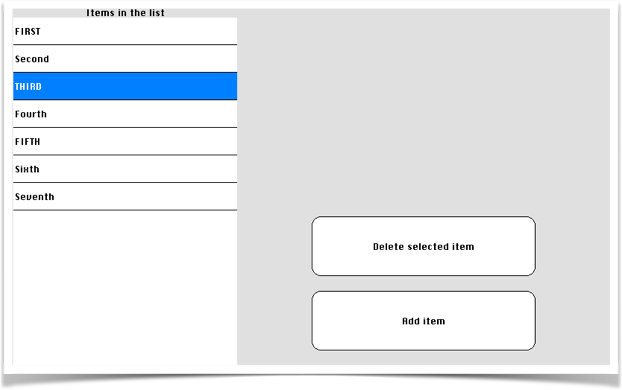 Items in the list
FIRST
Second
THIRD
Fourth
FIFTH
Sixth
Seventh
Delete selected item
Add item